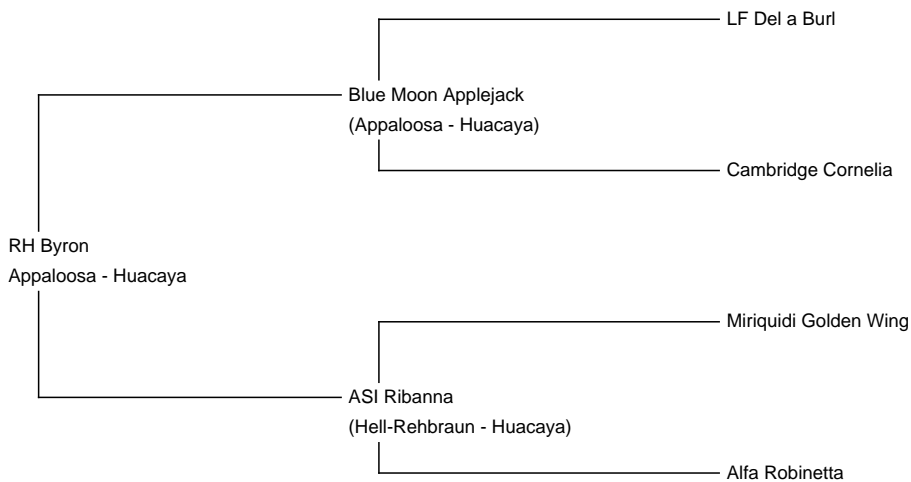 LF Del a Burl
Blue Moon Applejack
(Appaloosa - Huacaya)
Cambridge Cornelia
RH Byron
Appaloosa - Huacaya
Miriquidi Golden Wing
ASI Ribanna
(Hell-Rehbraun - Huacaya)
Alfa Robinetta